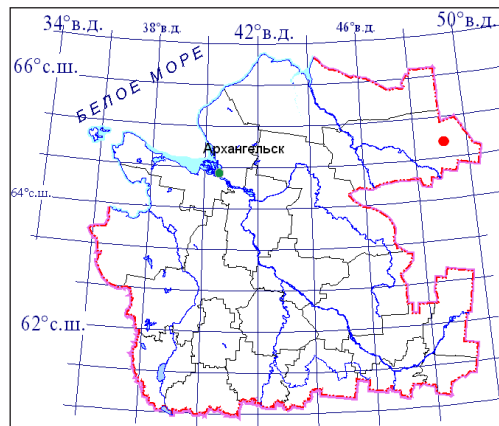 34°в.д.
38°в.д.
42°в.д.
46°в.д.
50°в.д.
66°с.ш.
БЕЛОЕ МОРЕ
Архангельск
64°с.ш.
62°с.ш.